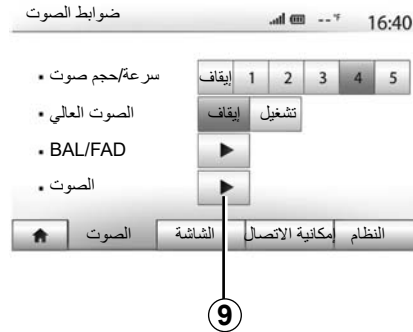 ضوابط الصوت --°F 16:40
سرعة/حجم صوت إيقاف 1 2 3 4 5
الصوت العالي إيقاف تشغيل
BAL/FAD
الصوت
الصوت الشاشة إمكانية الاتصال النظام
9